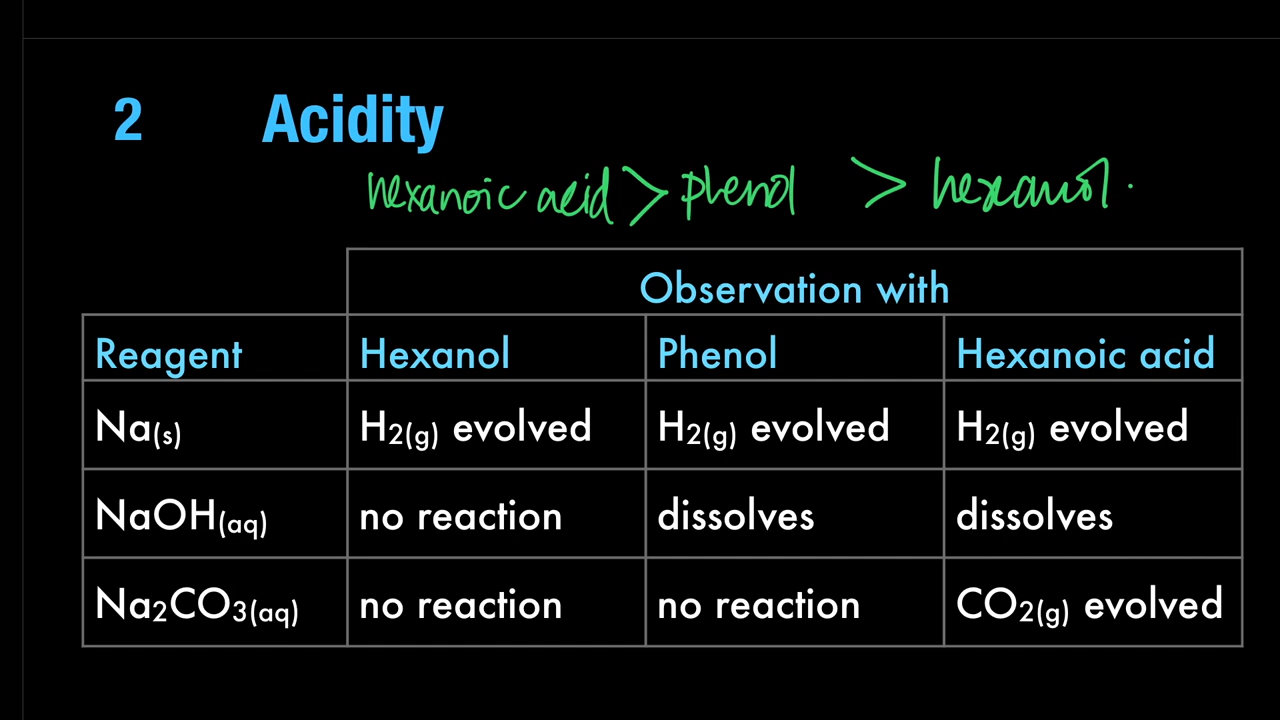 2 Acidity
hexanoic acid > phenol > hexanol.
Observation with
Reagent Hexanol Phenol Hexanoic acid
Na(s) H2(g) evolved H2(g) evolved H2(g) evolved
NaOH(aq) no reaction dissolves dissolves
Na2CO3(aq) no reaction no reaction CO2(g) evolved